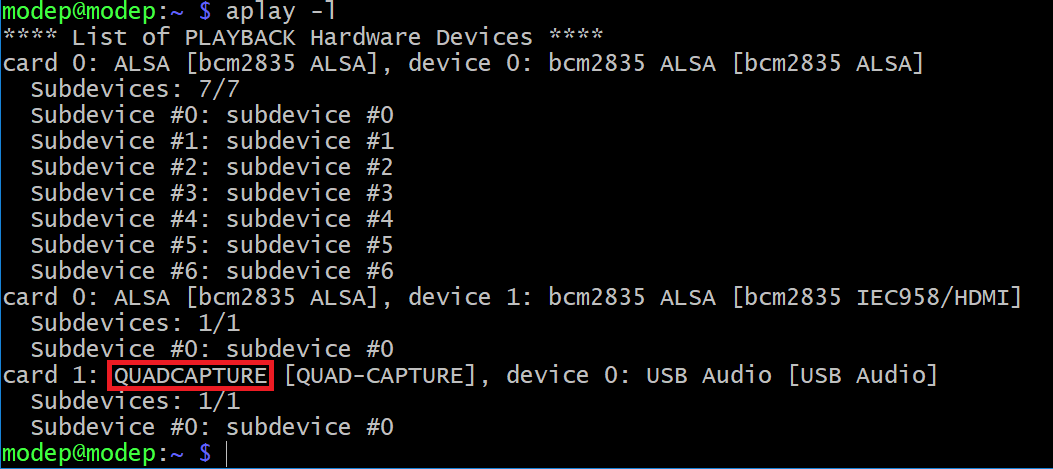 modep@modep:~ $ aplay -l
**** List of PLAYBACK Hardware Devices ****
card 0: ALSA [bcm2835 ALSA], device 0: bcm2835 ALSA [bcm2835 ALSA]
  Subdevices: 7/7
  Subdevice #0: subdevice #0
  Subdevice #1: subdevice #1
  Subdevice #2: subdevice #2
  Subdevice #3: subdevice #3
  Subdevice #4: subdevice #4
  Subdevice #5: subdevice #5
  Subdevice #6: subdevice #6
card 0: ALSA [bcm2835 ALSA], device 1: bcm2835 ALSA [bcm2835 IEC958/HDMI]
  Subdevices: 1/1
  Subdevice #0: subdevice #0
card 1: QUADCAPTURE [QUAD-CAPTURE], device 0: USB Audio [USB Audio]
  Subdevices: 1/1
  Subdevice #0: subdevice #0
modep@modep:~ $